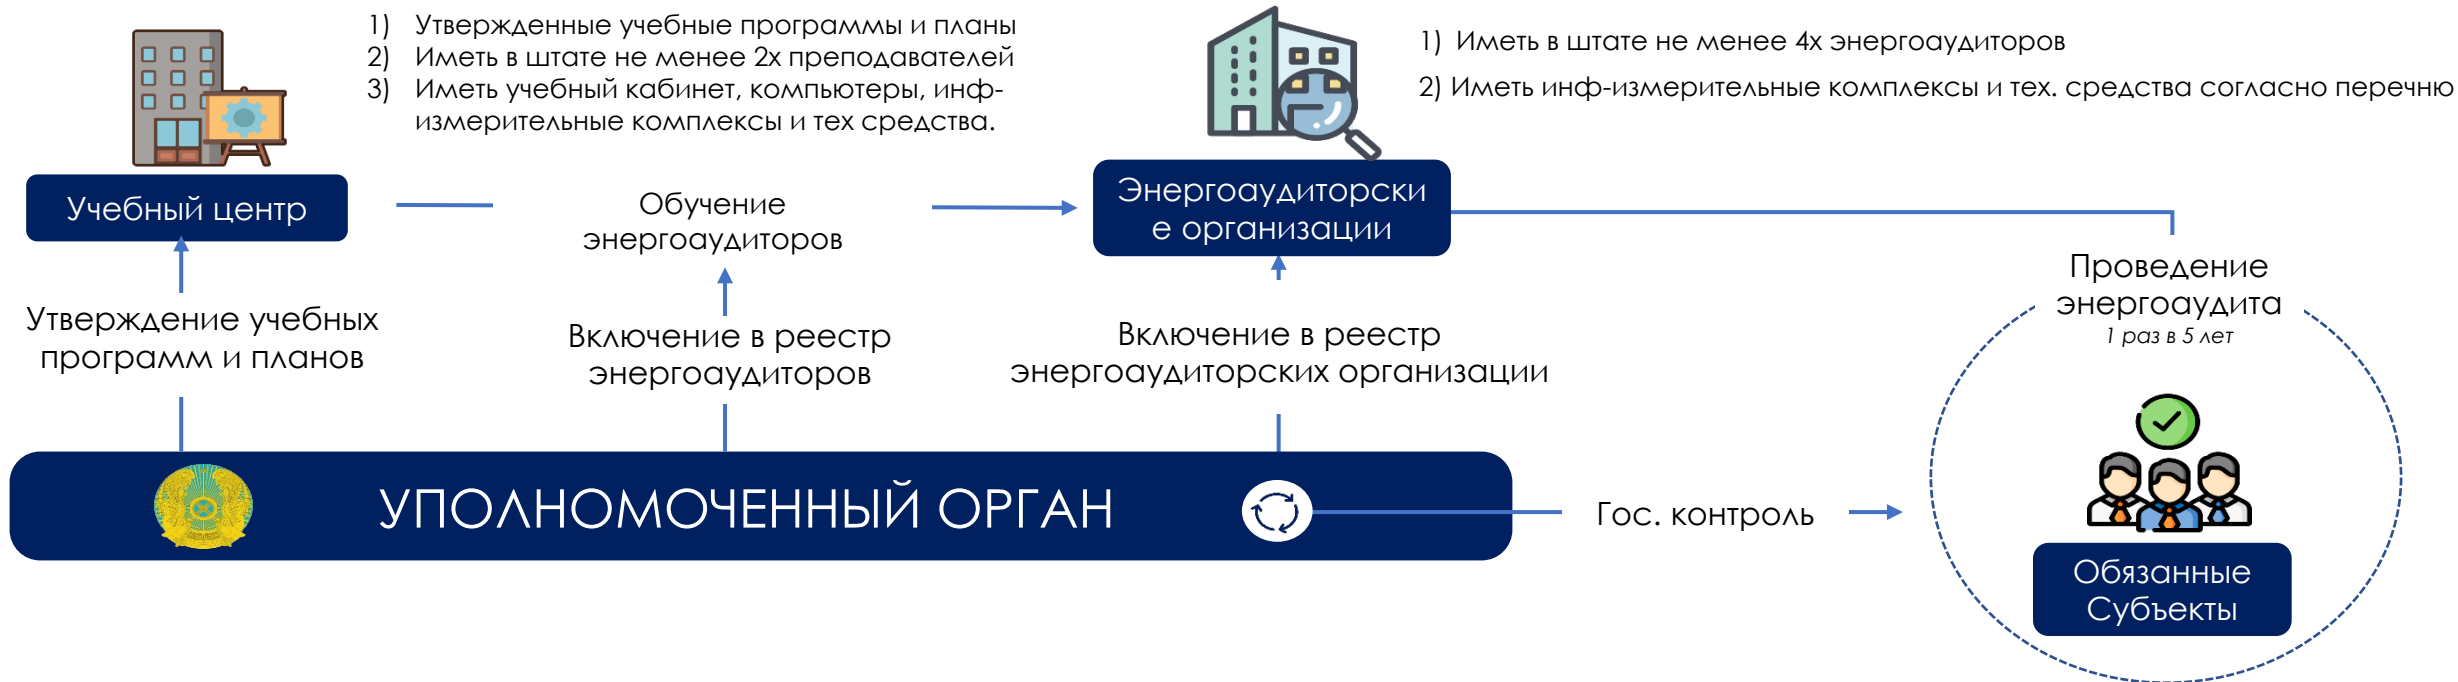 1) Утвержденные учебные программы и планы
2) Иметь в штате не менее 2х преподавателей
3) Иметь учебный кабинет, компьютеры, инф-
измерительные комплексы и тех средства.
1) Иметь в штате не менее 4х энергоаудиторов
2) Иметь инф-измерительные комплексы и тех. средства согласно перечню
Учебный центр
Обучение
энергоаудиторов
Энергоаудиторски
е организации
Проведение
энергоаудита
1 раз в 5 лет
Утверждение учебных
программ и планов
Включение в реестр
энергоаудиторов
Включение в реестр
энергоаудиторских организации
УПОЛНОМОЧЕННЫЙ ОРГАН
Гос. контроль
Обязанные
Субъекты